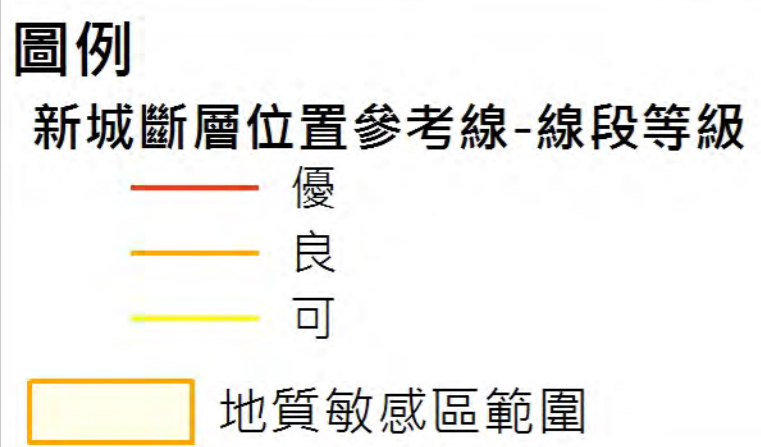 圖例
新城斷層位置參考線-線段等級
優
良
可
地質敏感區範圍